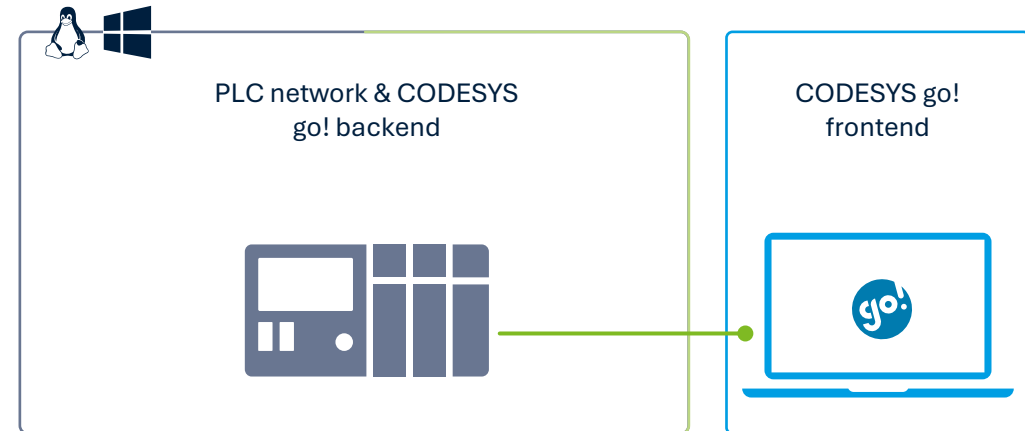 PLC network & CODESYS
go! backend
CODESYS go!
frontend
go!